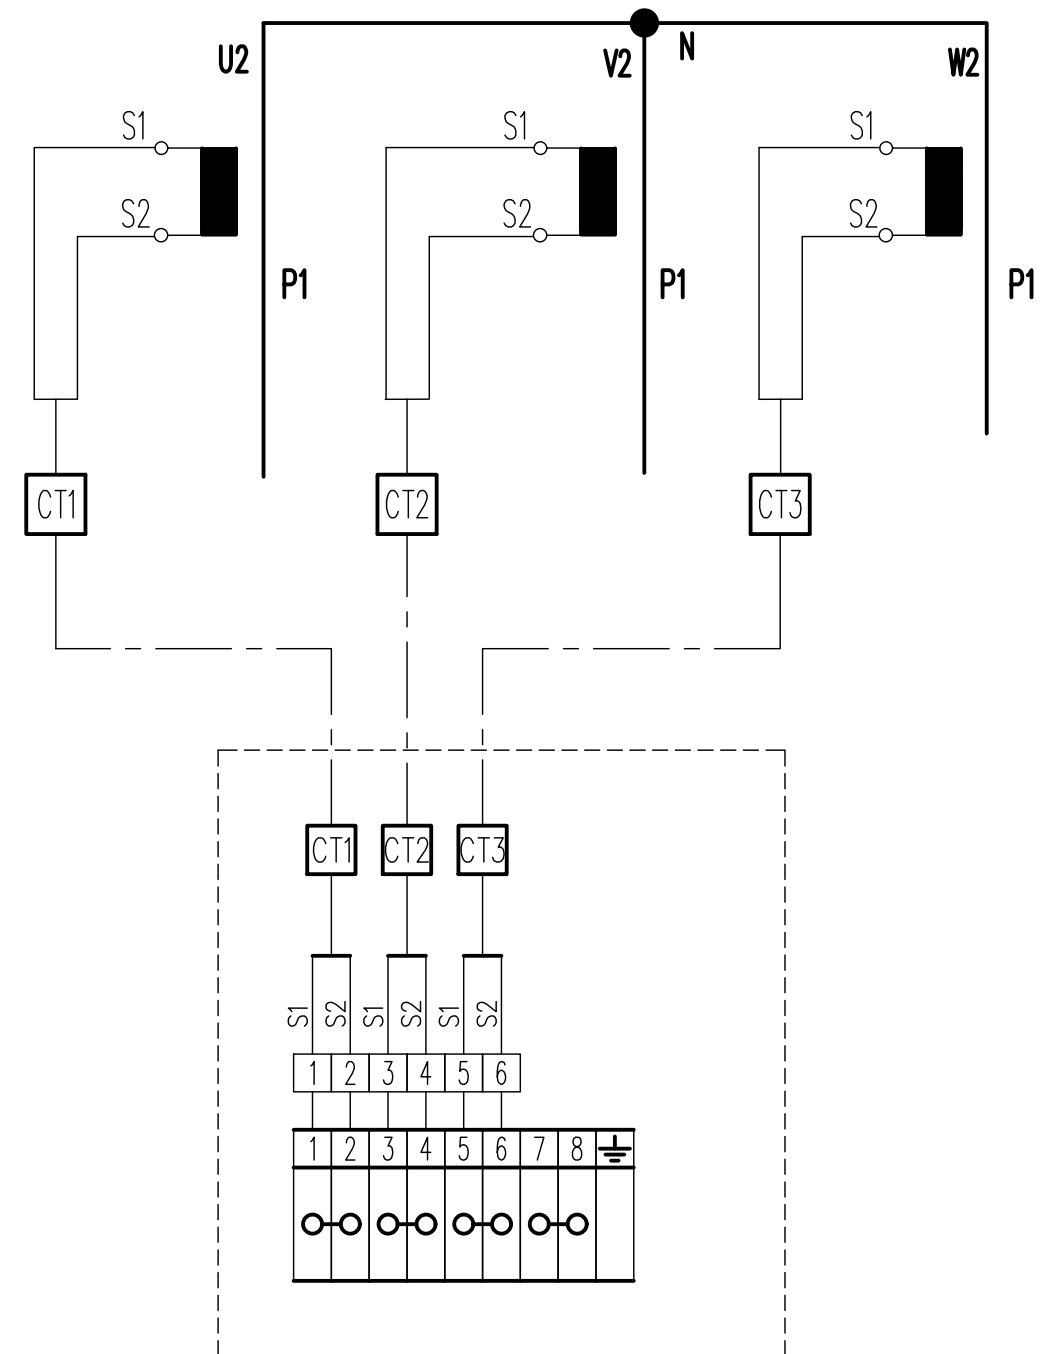 U2 V2 N W2
S1 S1 S1
S2 S2 S2
P1 P1 P1
CT1 CT2 CT3
CT1 CT2 CT3
S1 S2 S1 S2 S1 S2
1 2 3 4 5 6
1 2 3 4 5 6 7 8